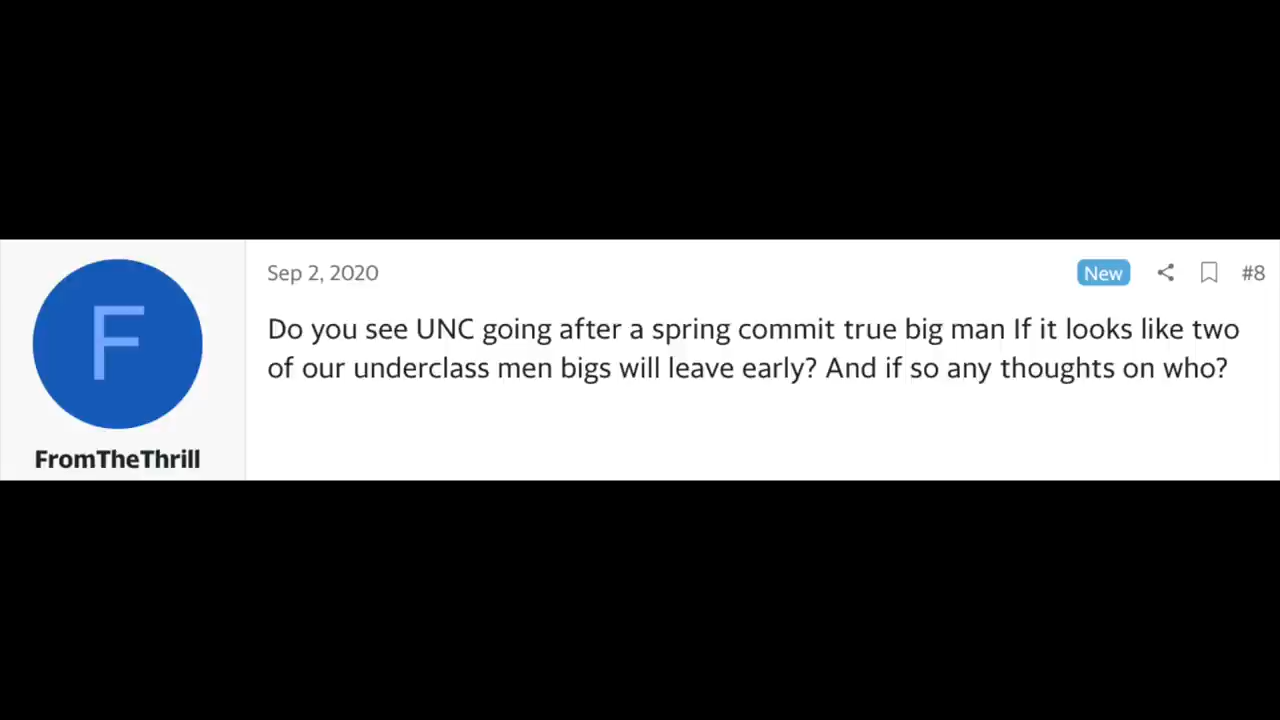 F
Sep 2, 2020
New
#8
Do you see UNC going after a spring commit true big man If it looks like two
of our underclass men bigs will leave early? And if so any thoughts on who?
FromTheThrill